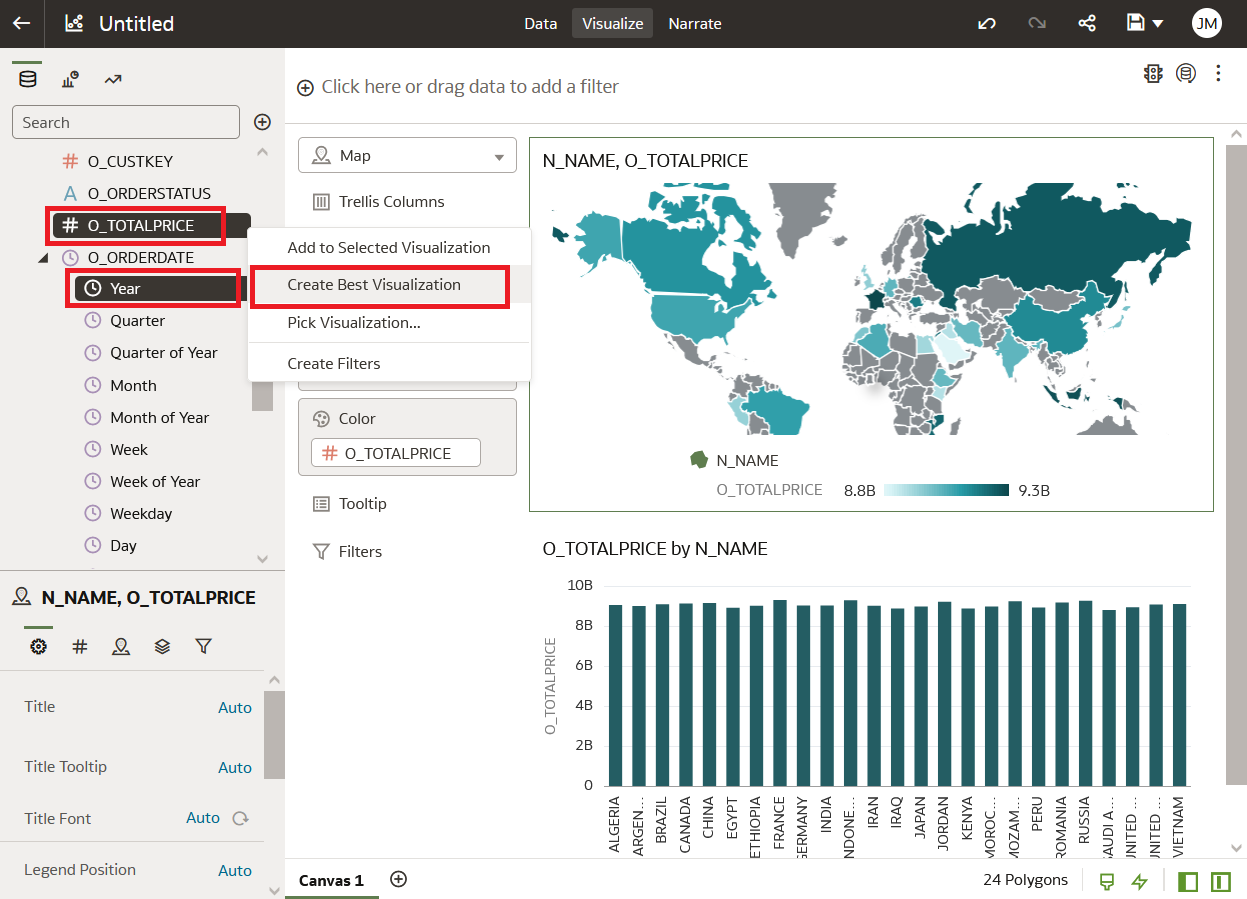 Untitled
Data
Visualize
Narrate
JM
Search
# O_CUSTKEY
A O_ORDERSTATUS
# O_TOTALPRICE
O_ORDERDATE
Year
Quarter
Quarter of Year
Month
Month of Year
Week
Week of Year
Weekday
Day
N_NAME, O_TOTALPRICE
#
Title
Auto
Title Tooltip
Auto
Title Font
Auto
Legend Position
Auto
Click here or drag data to add a filter
Map
Trellis Columns
Add to Selected Visualization
Create Best Visualization
Pick Visualization...
Create Filters
Color
# O_TOTALPRICE
Tooltip
Filters
N_NAME, O_TOTALPRICE
N_NAME
O_TOTALPRICE 8.8B 9.3B
O_TOTALPRICE by N_NAME
O_TOTALPRICE
10B
8B
6B
4B
2B
0
ALGERIA
ARGEN...
BRAZIL
CANADA
CHINA
EGYPT
ETHIOPIA
FRANCE
GERMANY
INDIA
INDONE...
IRAN
IRAQ
JAPAN
JORDAN
KENYA
MOROC...
MOZAM...
PERU
ROMANIA
RUSSIA
SAUDI A...
UNITED ...
UNITED ...
VIETNAM
Canvas 1
24 Polygons